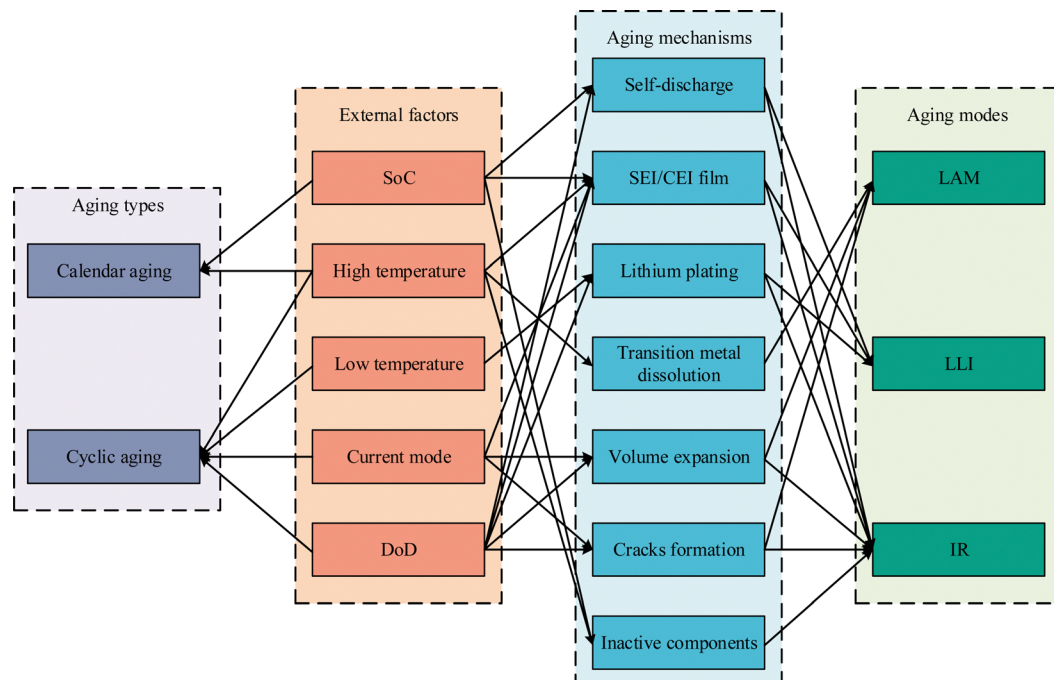 Aging types
Calendar aging
Cyclic aging
External factors
SoC
High temperature
Low temperature
Current mode
DoD
Aging mechanisms
Self-discharge
SEI/CEI film
Lithium plating
Transition metal
dissolution
Volume expansion
Cracks formation
Inactive components
Aging modes
LAM
LLI
IR